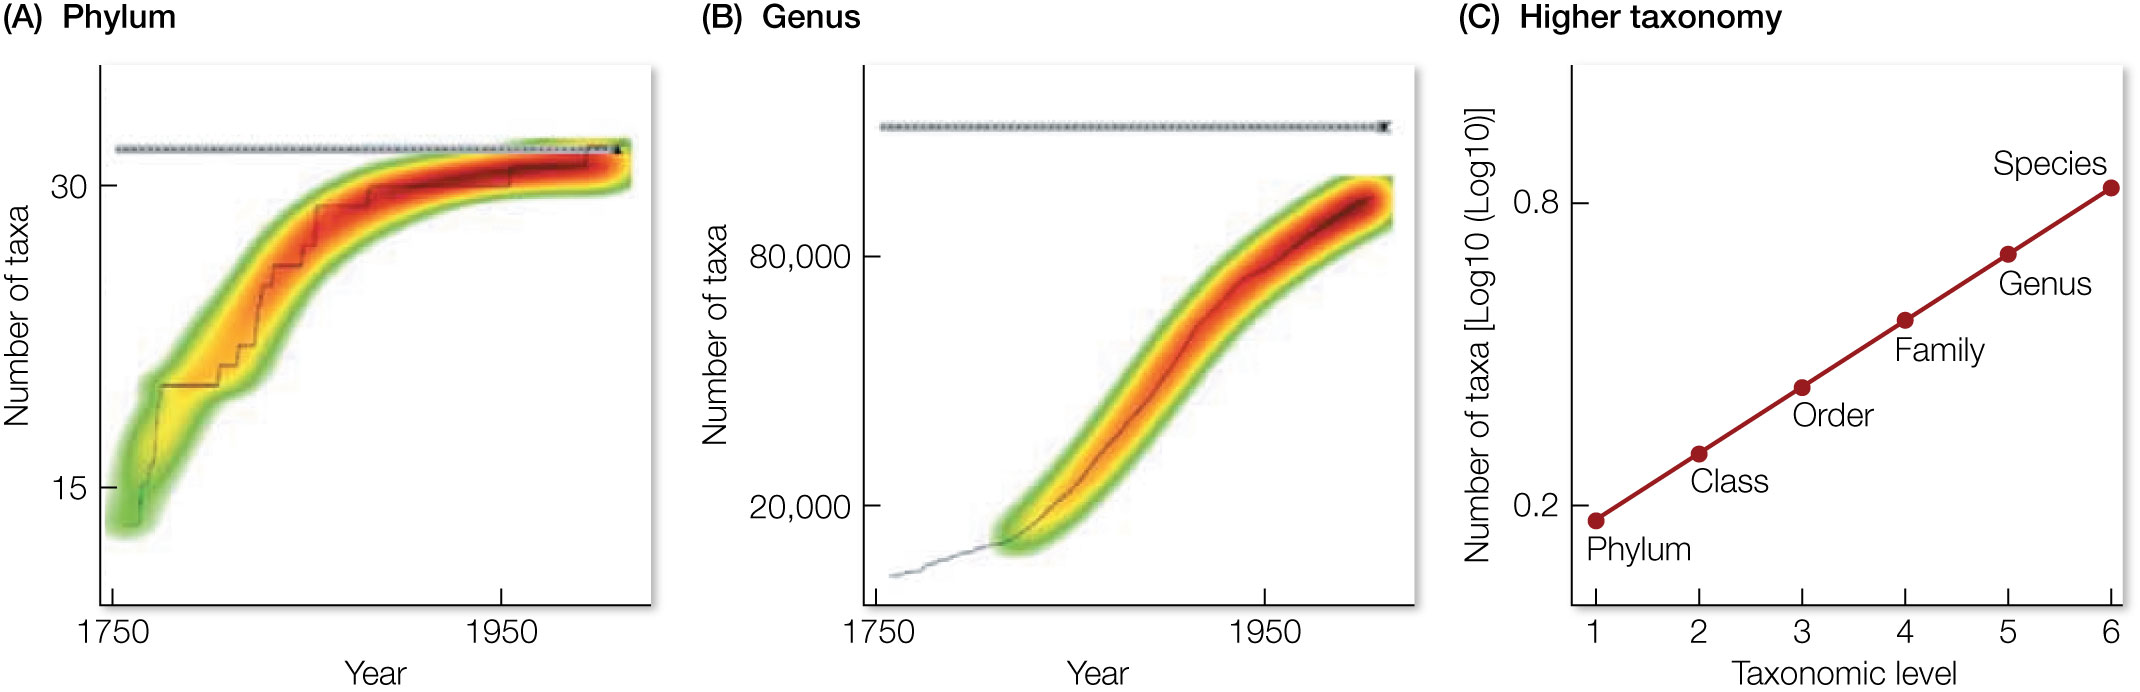 (A) Phylum
Number of taxa
30
15
1750
1950
Year
(B) Genus
Number of taxa
80,000
20,000
1750
1950
Year
(C) Higher taxonomy
Number of taxa [Log10 (Log10)]
0.8
0.2
Species
Genus
Family
Order
Class
Phylum
1 2 3 4 5 6
Taxonomic level